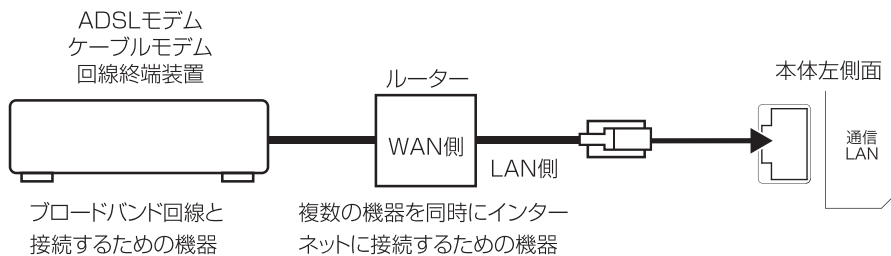 ADSLモデム
ケーブルモデム
回線終端装置
ルーター
本体左側面
WAN側
LAN側
通信
LAN
ブロードバンド回線と
接続するための機器
複数の機器を同時にインター
ネットに接続するための機器